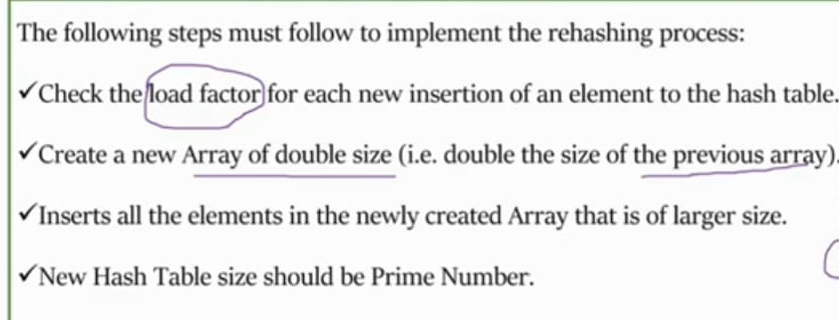 The following steps must follow to implement the rehashing process:
✓Check the load factor for each new insertion of an element to the hash table.
✓Create a new Array of double size (i.e. double the size of the previous array).
✓Inserts all the elements in the newly created Array that is of larger size.
✓New Hash Table size should be Prime Number.